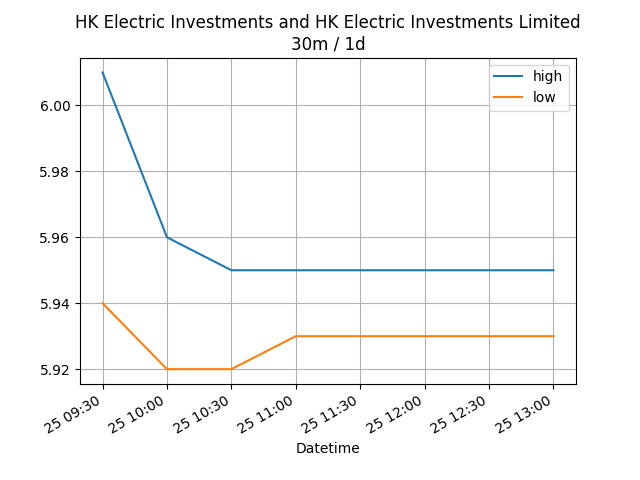 HK Electric Investments and HK Electric Investments Limited
30m / 1d
high
low
6.00
5.98
5.96
5.94
5.92
25 09:30
25 10:00
25 10:30
25 11:00
25 11:30
25 12:00
25 12:30
25 13:00
Datetime